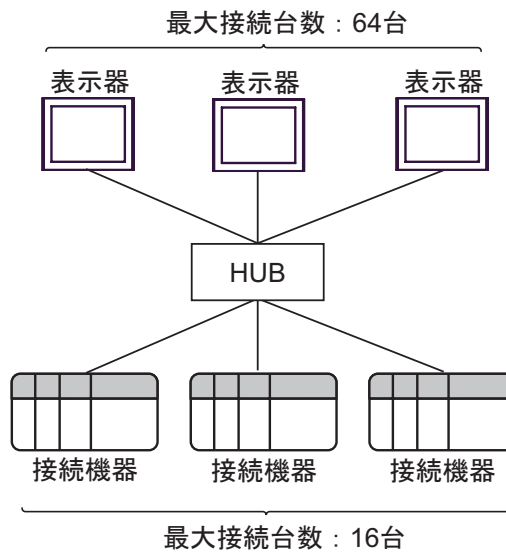 最大接続台数：64台
表示器 表示器 表示器
HUB
接続機器 接続機器 接続機器
最大接続台数：16台